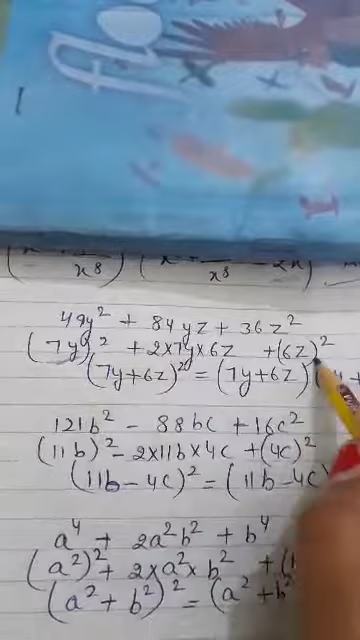 49y² + 84yz + 36z²
(7y)² + 2×7y×6z + (6z)²
(7y+6z)² = (7y+6z)(
121b² - 88bc + 16c²
(11b)² - 2×11b×4c + (4c)²
(11b - 4c)² = (11b - 4c)
a⁴ + 2a²b² + b⁴
(a²)² + 2×a²×b² + (
(a² + b²)² = (a² + b²